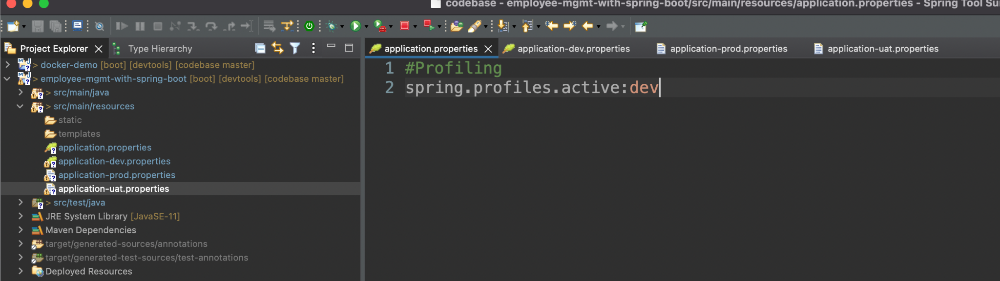 codebase - employee-mgmt-with-spring-boot/src/main/resources/application.properties - Spring Tool Su
Project Explorer
Type Hierarchy
> docker-demo [boot] [devtools] [codebase master]
> employee-mgmt-with-spring-boot [boot] [devtools] [codebase master]
> src/main/java
> src/main/resources
static
templates
application.properties
application-dev.properties
application-prod.properties
application-uat.properties
> src/test/java
JRE System Library [JavaSE-11]
Maven Dependencies
target/generated-sources/annotations
target/generated-test-sources/test-annotations
Deployed Resources
application.properties
application-dev.properties
application-prod.properties
application-uat.properties
1 #Profiling
2 spring.profiles.active:dev